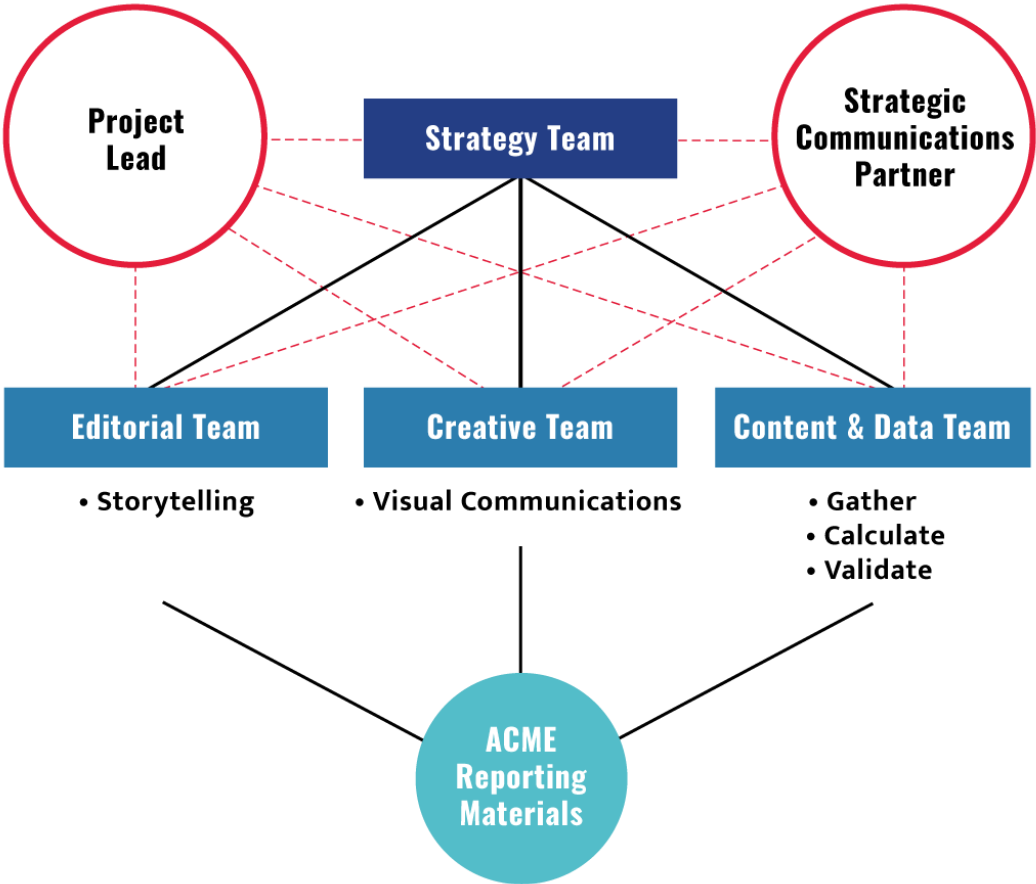 Project
Lead
Strategy Team
Strategic
Communications
Partner
Editorial Team
• Storytelling
Creative Team
• Visual Communications
Content & Data Team
• Gather
• Calculate
• Validate
ACME
Reporting
Materials